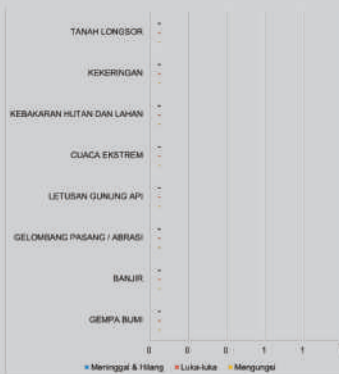 TANAH LONGSOR
KEKERINGAN
KEBAKARAN HUTAN DAN LAHAN
CUACA EKSTREM
LETUSAN GUNUNG API
GELOMBANG PASANG / ABRASI
BANJIR
GEMPA BUMI
0 0 0 1 1
Meninggal & Hilang Luka-luka Mengungsi